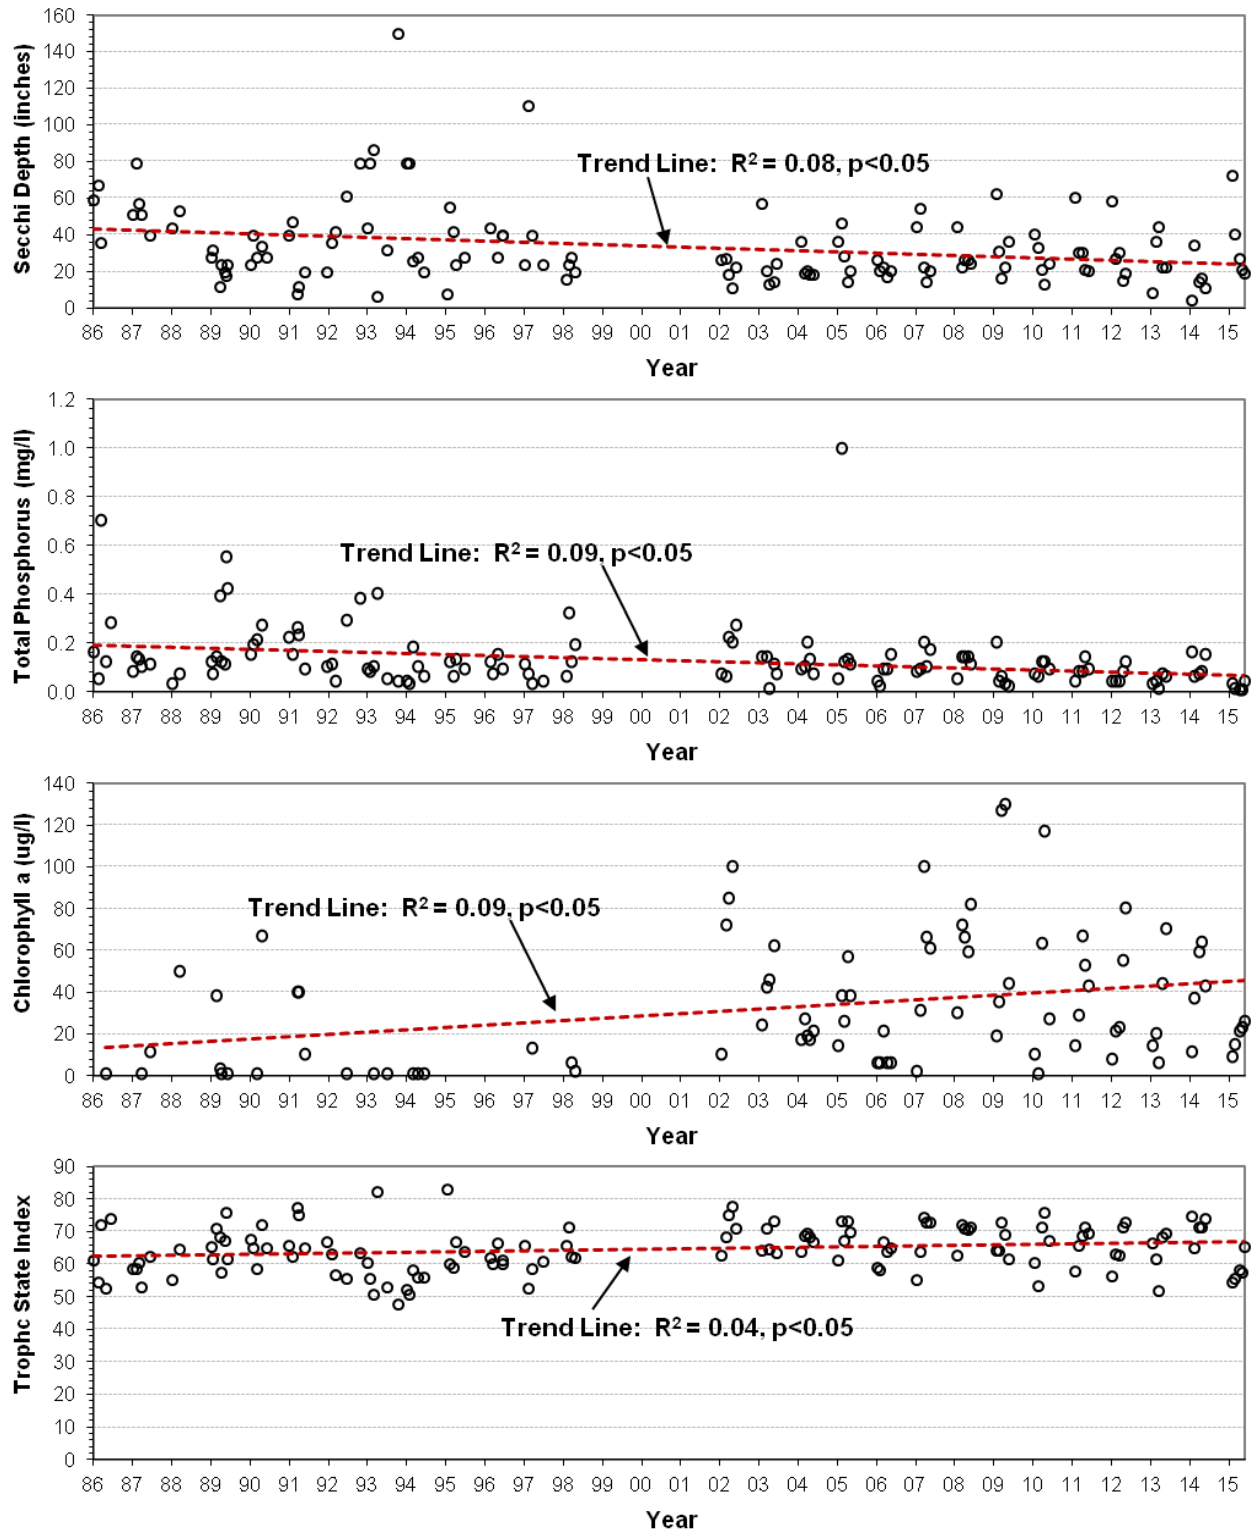 160
140
120
100
80
60
40
20
0
Secchi Depth (inches)
Trend Line: R² = 0.08, p<0.05
86 87 88 89 90 91 92 93 94 95 96 97 98 99 00 01 02 03 04 05 06 07 08 09 10 11 12 13 14 15
Year
1.2
1.0
0.8
0.6
0.4
0.2
0.0
Total Phosphorus (mg/l)
Trend Line: R² = 0.09, p<0.05
86 87 88 89 90 91 92 93 94 95 96 97 98 99 00 01 02 03 04 05 06 07 08 09 10 11 12 13 14 15
Year
140
120
100
80
60
40
20
0
Chlorophyll a (ug/l)
Trend Line: R² = 0.09, p<0.05
86 87 88 89 90 91 92 93 94 95 96 97 98 99 00 01 02 03 04 05 06 07 08 09 10 11 12 13 14 15
Year
90
80
70
60
50
40
30
20
10
0
Trophc State Index
Trend Line: R² = 0.04, p<0.05
86 87 88 89 90 91 92 93 94 95 96 97 98 99 00 01 02 03 04 05 06 07 08 09 10 11 12 13 14 15
Year